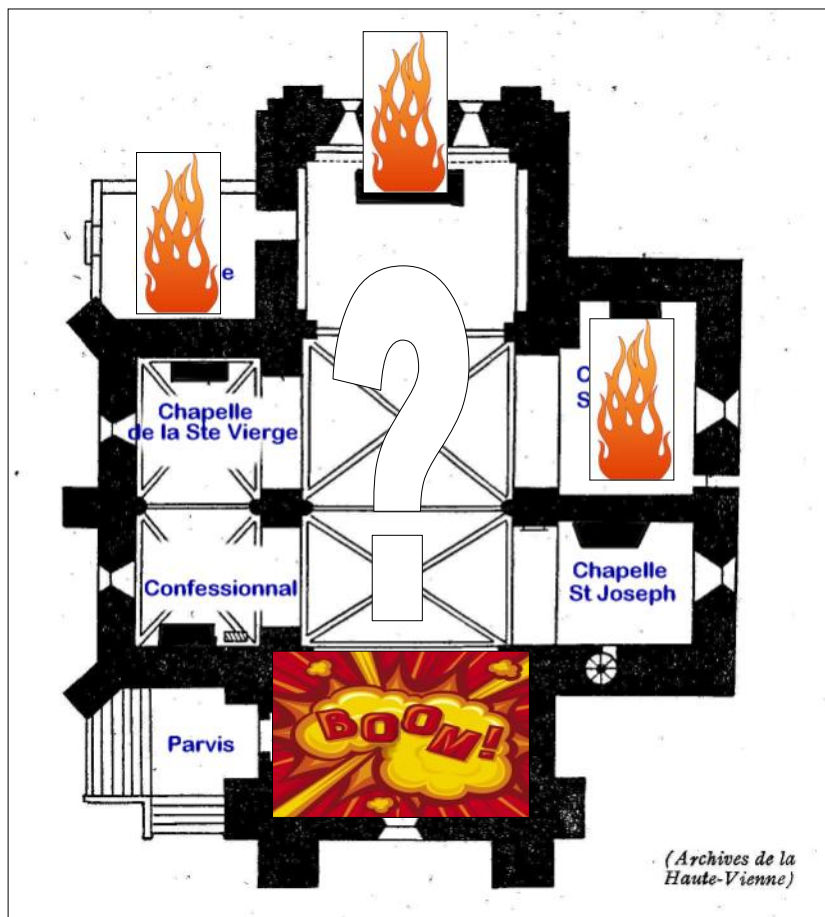 Chapelle
de la Ste Vierge
Confessionnal
Chapelle
St Joseph
BOOM!
Parvis
(Archives de la
Haute-Vienne)